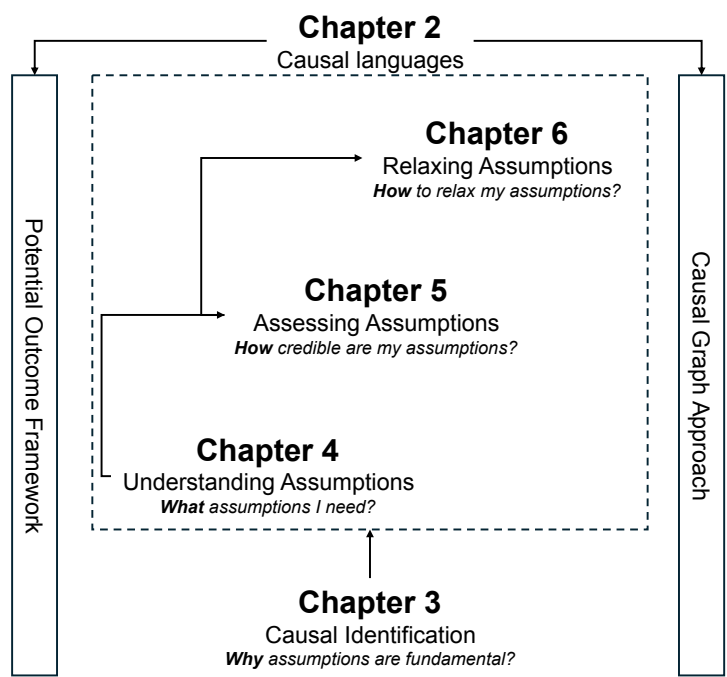 Chapter 2
Causal languages
Potential Outcome Framework
Chapter 6
Relaxing Assumptions
How to relax my assumptions?
Chapter 5
Assessing Assumptions
How credible are my assumptions?
Chapter 4
Understanding Assumptions
What assumptions I need?
Causal Graph Approach
Chapter 3
Causal Identification
Why assumptions are fundamental?